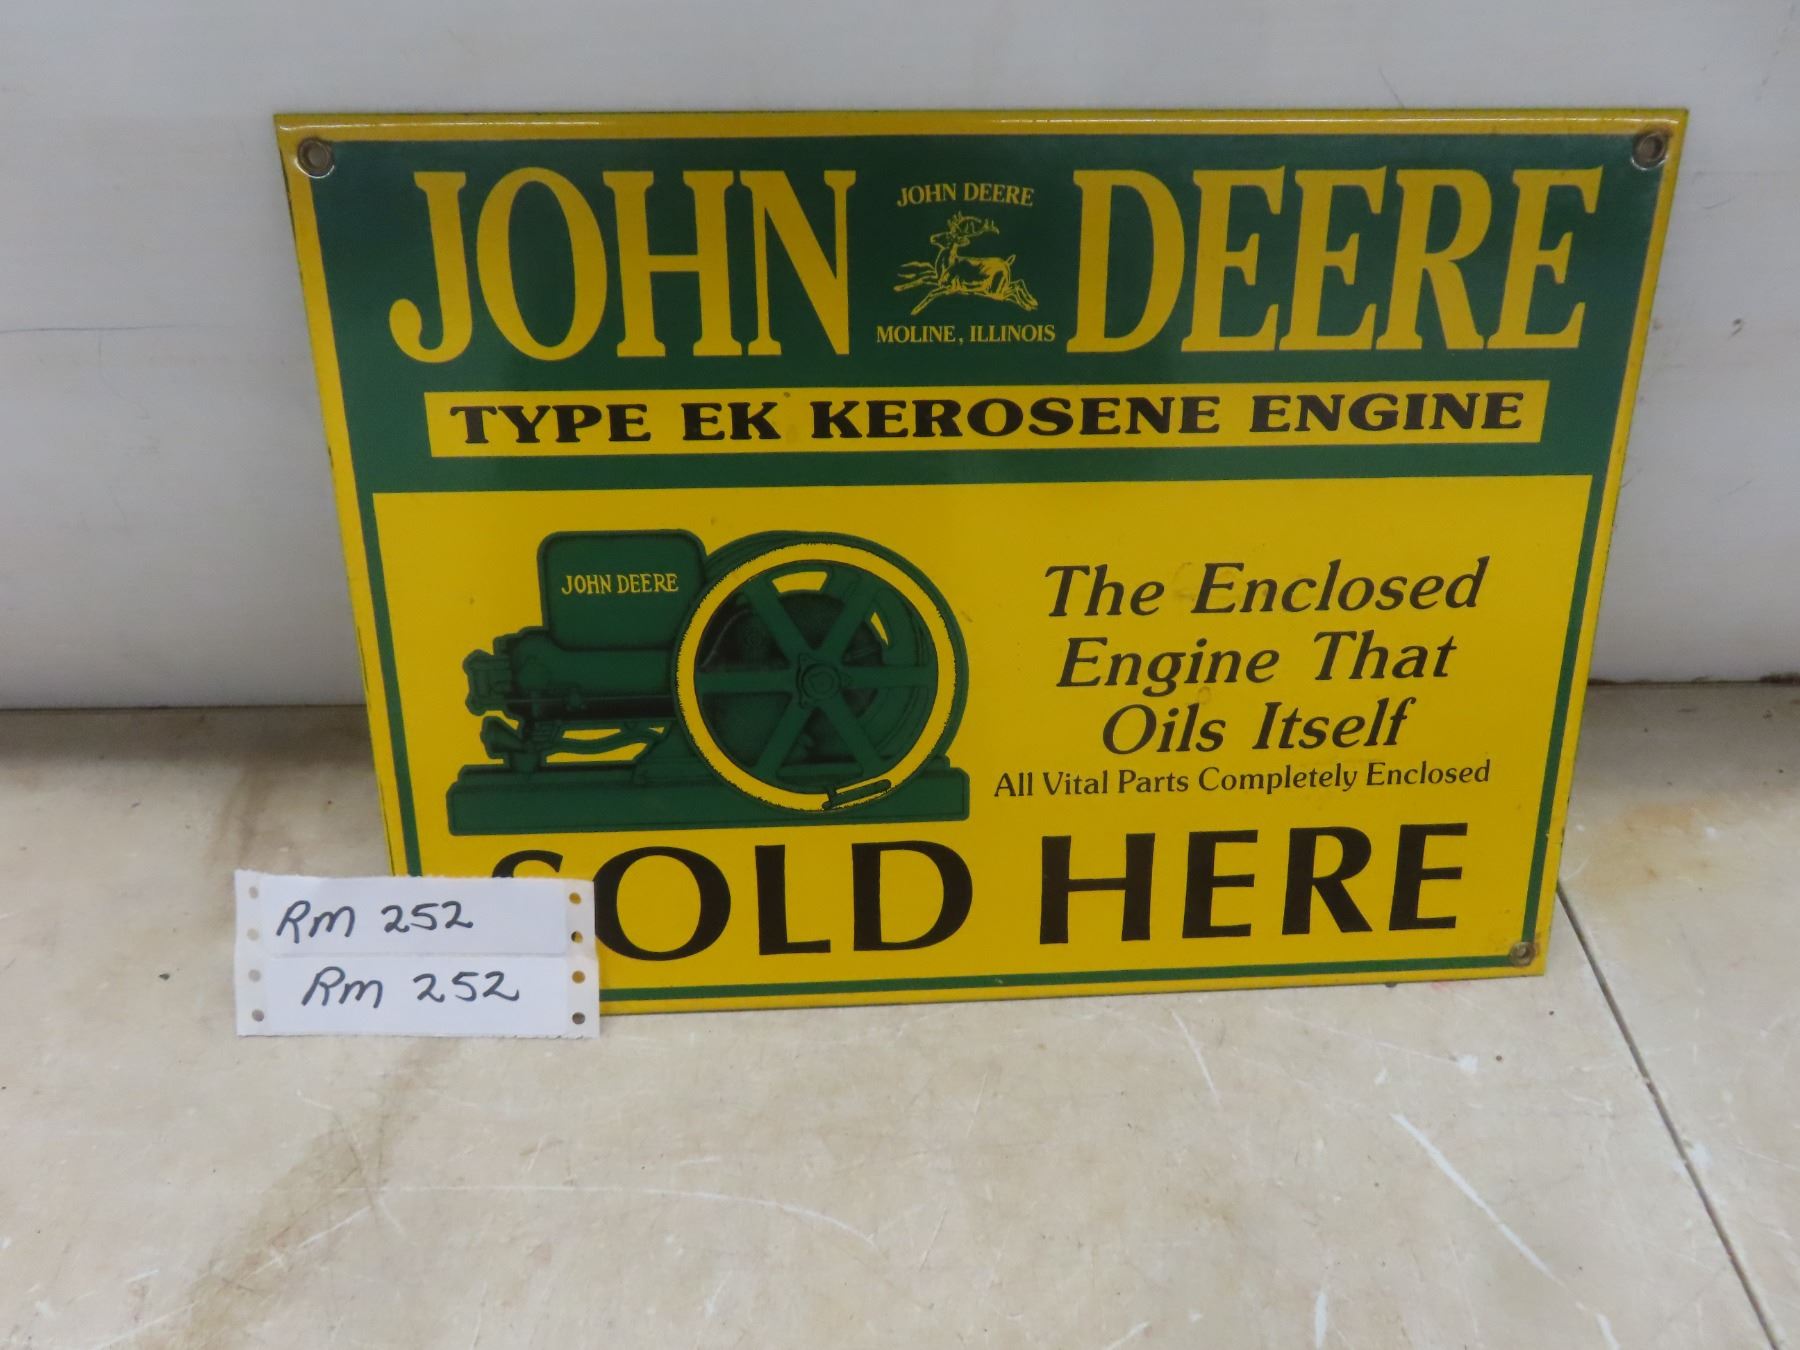 JOHN DEERE
JOHN DEERE
MOLINE, ILLINOIS
TYPE EK KEROSENE ENGINE
JOHN DEERE
The Enclosed
Engine That
Oils Itself
All Vital Parts Completely Enclosed
SOLD HERE
RM 252
RM 252